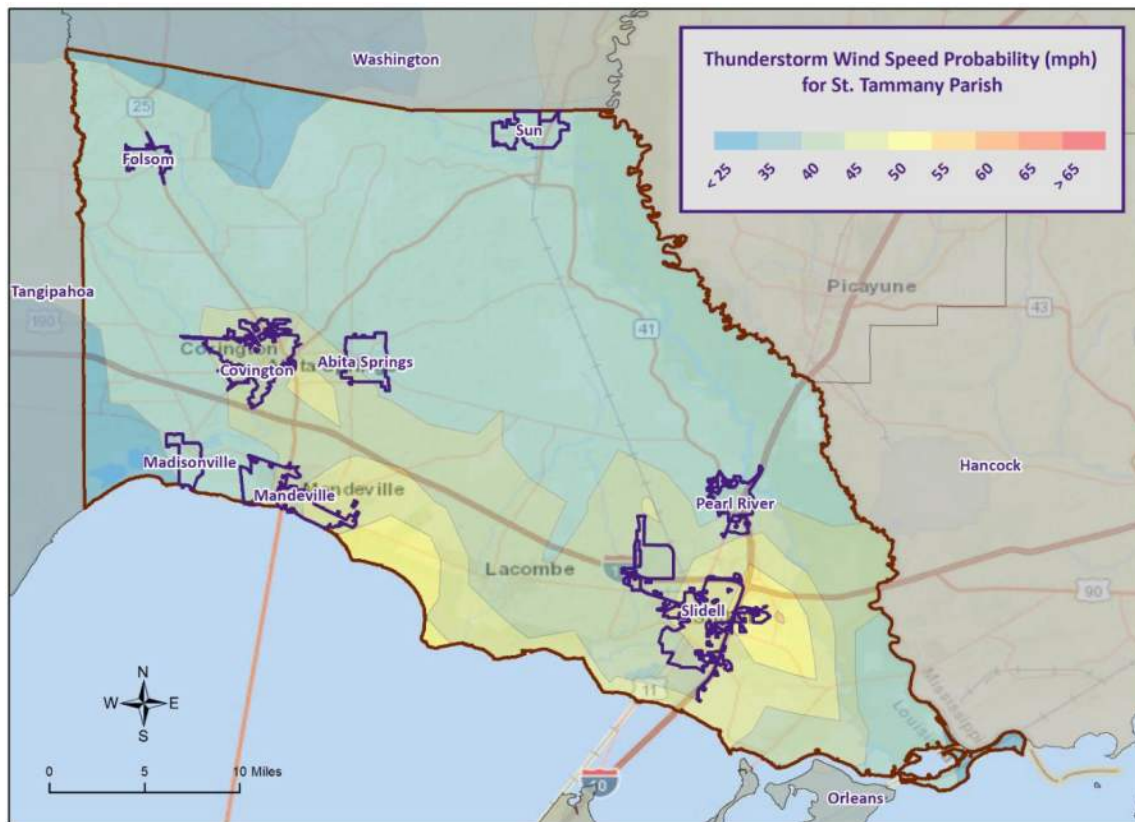 Washington
Thunderstorm Wind Speed Probability (mph)
for St. Tammany Parish
< 25
35
40
45
50
55
60
65
> 65
25
Sun
Folsom
Tangipahoa
190
Picayune
43
41
Covington
Covington
Abita Springs
Madisonville
Mandeville
Mandeville
Hancock
Pearl River
Lacombe
90
Slidell
11
Mississippi
N
W
E
S
0
5
10 Miles
10
Orleans